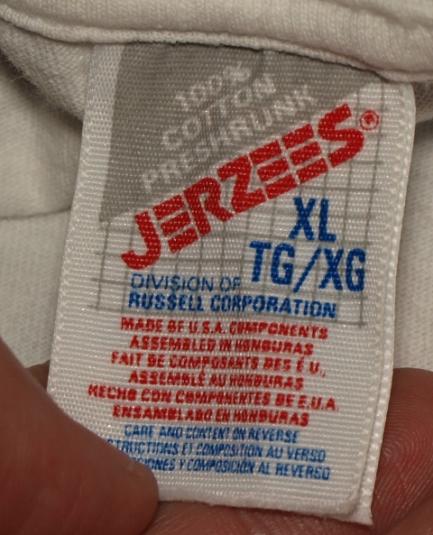 100%
COTTON
PRESHRUNK
JERZEES®
XL
TG/XG
DIVISION OF
RUSSELL CORPORATION
MADE OF U.S.A. COMPONENTS
ASSEMBLED IN HONDURAS
FAIT DE COMPOSANTS DES É U.,
ASSEMBLÉ AU HONDURAS
HECHO CON COMPONENTES DE E.U.A.
ENSAMBLADO EN HONDURAS
CARE AND CONTENT ON REVERSE
STRUCTIONS ET COMPOSITION AU VERSO
CIONES Y COMPOSICIÓN AL REVERSO